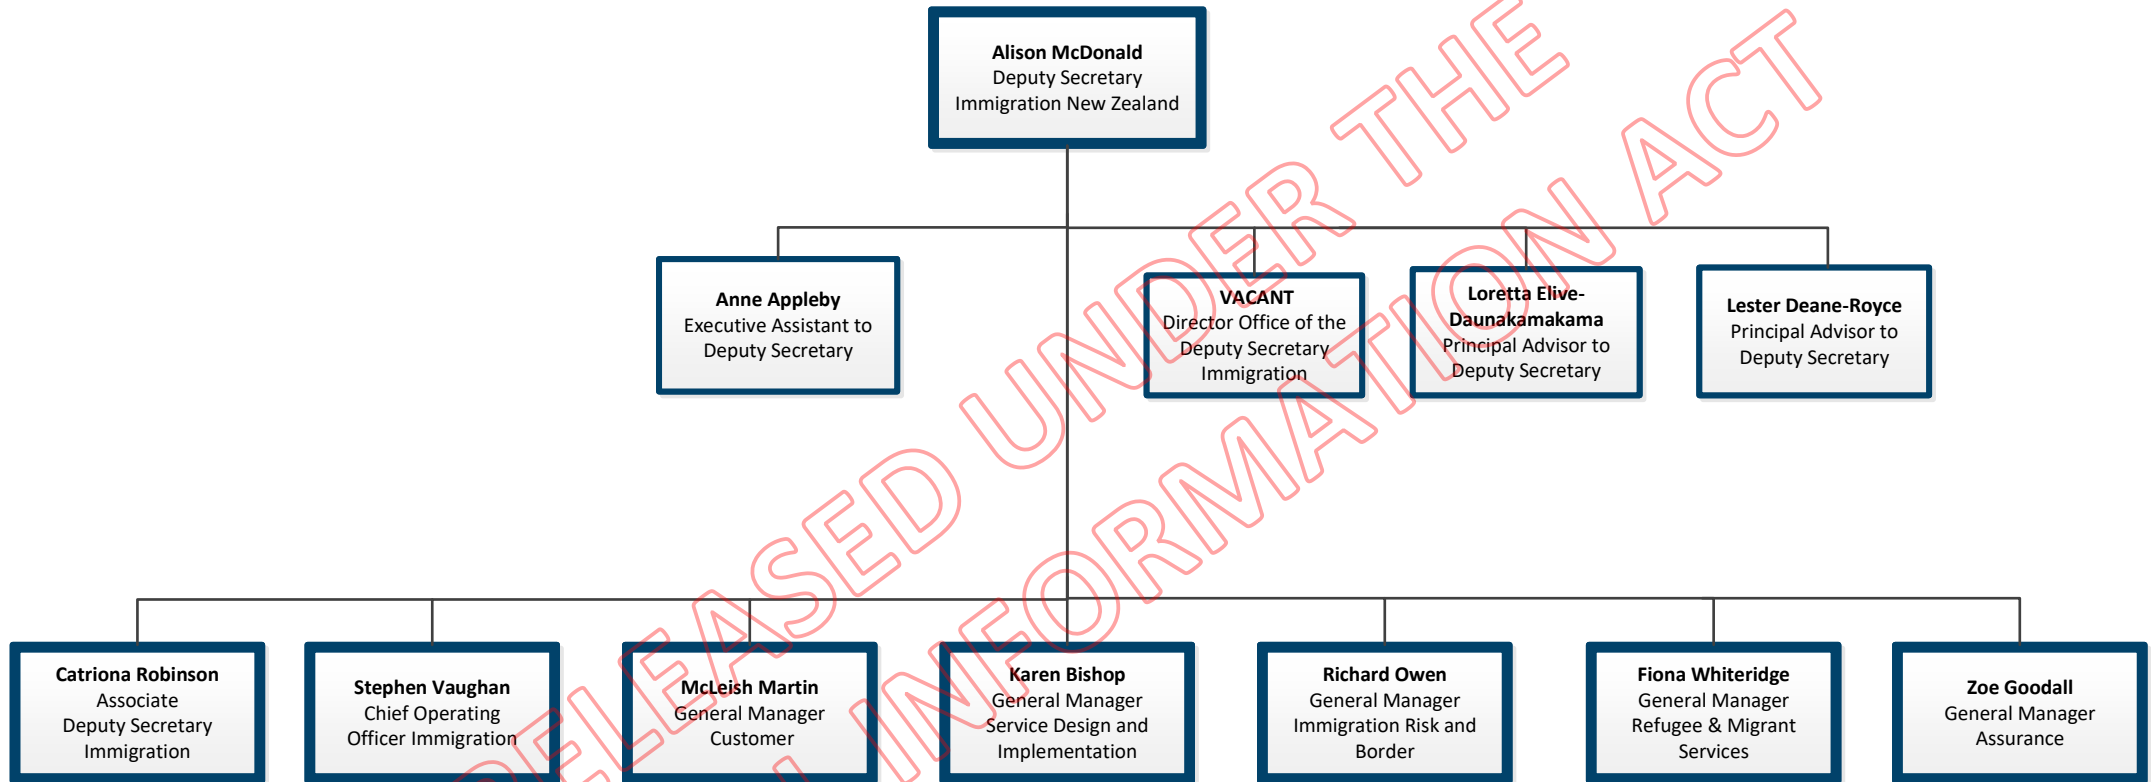 Alison McDonald
Deputy Secretary
Immigration New Zealand
Anne Appleby
Executive Assistant to
Deputy Secretary
VACANT
Director Office of the
Deputy Secretary
Immigration
Loretta Elive-
Daunakamakama
Principal Advisor to
Deputy Secretary
Lester Deane-Royce
Principal Advisor to
Deputy Secretary
Catriona Robinson
Associate
Deputy Secretary
Immigration
Stephen Vaughan
Chief Operating
Officer Immigration
McLeish Martin
General Manager
Customer
Karen Bishop
General Manager
Service Design and
Implementation
Richard Owen
General Manager
Immigration Risk and
Border
Fiona Whiteridge
General Manager
Refugee & Migrant
Services
Zoe Goodall
General Manager
Assurance
RELEASED UNDER THE
INFORMATION ACT